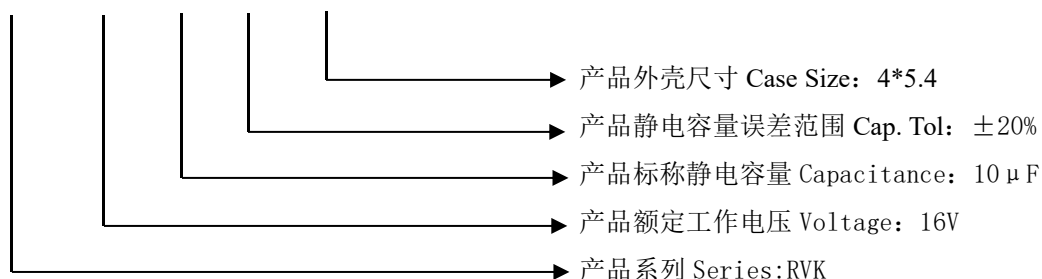 产品外壳尺寸 Case Size：4*5.4
产品静电容量误差范围 Cap. Tol：±20%
产品标称静电容量 Capacitance：10μF
产品额定工作电压 Voltage：16V
产品系列 Series:RVK